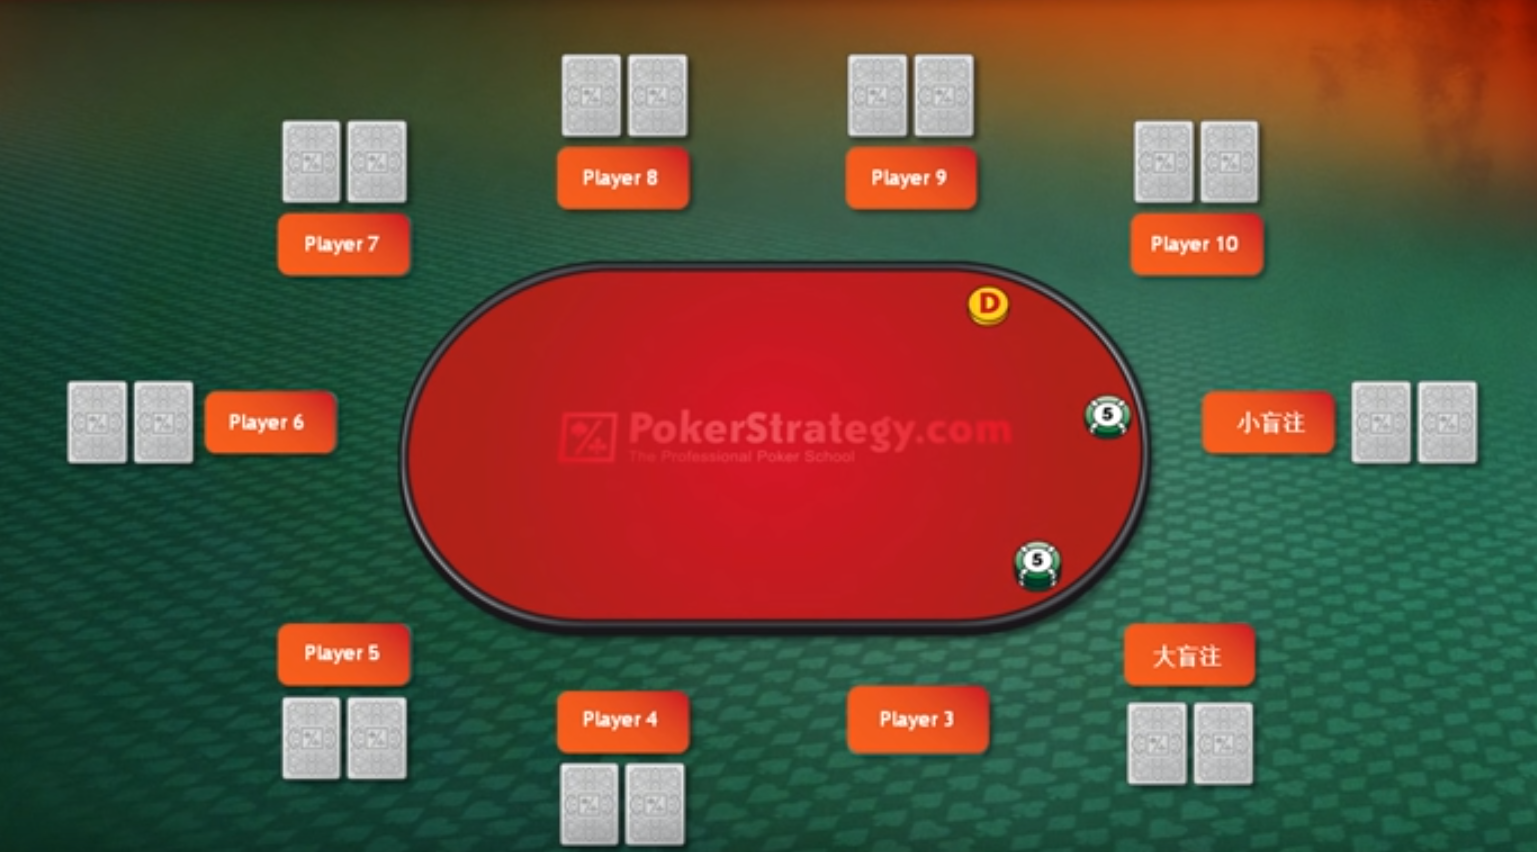 Player 8
Player 9
Player 7
Player 10
D
5
Player 6
PokerStrategy.com
The Professional Poker School
小盲注
5
Player 5
大盲注
Player 4
Player 3